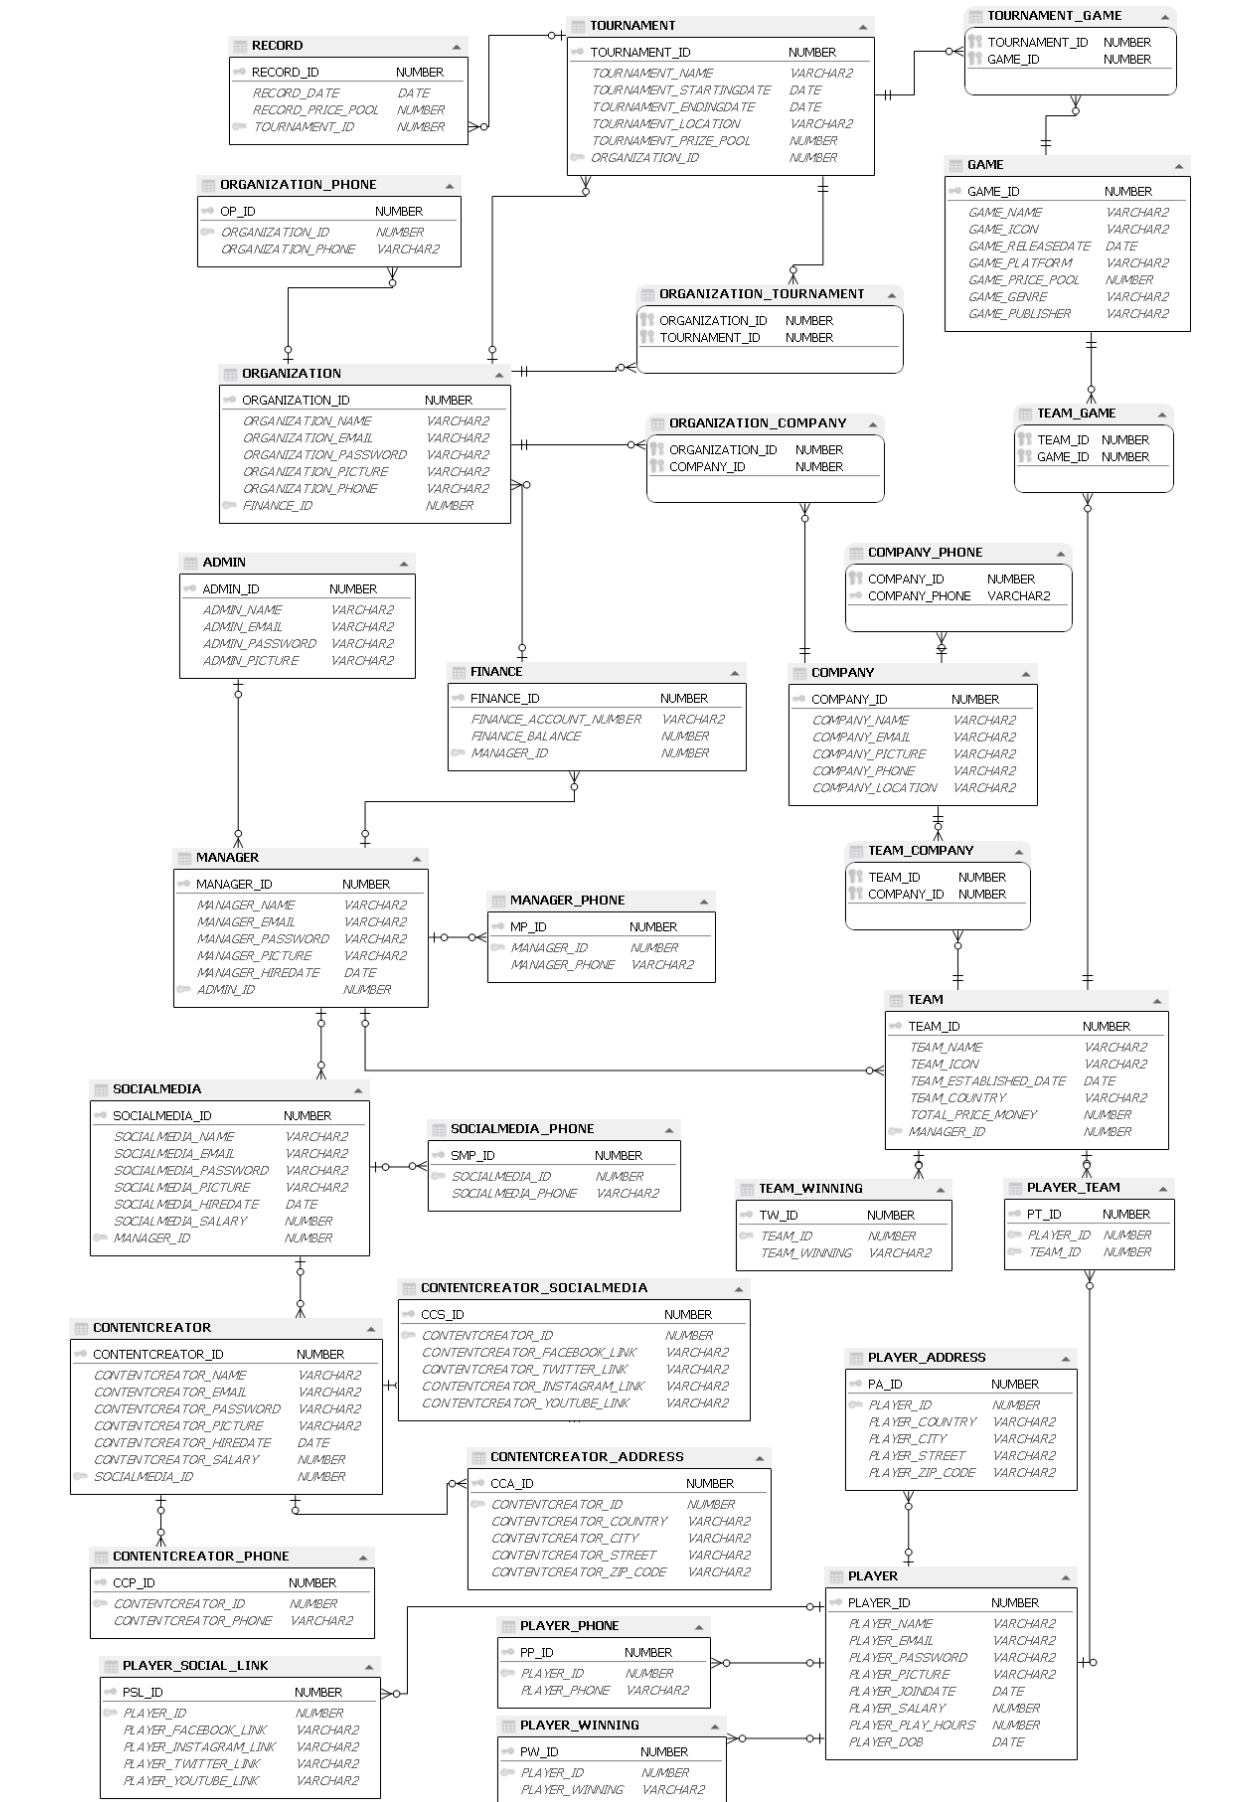 RECORD
RECORD_ID NUMBER
RECORD_DATE DATE
RECORD_PRICE_POOL NUMBER
TOURNAMENT_ID NUMBER
TOURNAMENT
TOURNAMENT_ID NUMBER
TOURNAMENT_NAME VARCHAR2
TOURNAMENT_STARTINGDATE DATE
TOURNAMENT_ENDINGDATE DATE
TOURNAMENT_LOCATION VARCHAR2
TOURNAMENT_PRIZE_POOL NUMBER
ORGANIZATION_ID NUMBER
TOURNAMENT_GAME
TOURNAMENT_ID NUMBER
GAME_ID NUMBER
GAME
GAME_ID NUMBER
GAME_NAME VARCHAR2
GAME_ICON VARCHAR2
GAME_RELEASEDATE DATE
GAME_PLATFORM VARCHAR2
GAME_PRICE_POOL NUMBER
GAME_GENRE VARCHAR2
GAME_PUBLISHER VARCHAR2
ORGANIZATION_PHONE
OP_ID NUMBER
ORGANIZATION_ID NUMBER
ORGANIZATION_PHONE VARCHAR2
ORGANIZATION_TOURNAMENT
ORGANIZATION_ID NUMBER
TOURNAMENT_ID NUMBER
ORGANIZATION
ORGANIZATION_ID NUMBER
ORGANIZATION_NAME VARCHAR2
ORGANIZATION_EMAIL VARCHAR2
ORGANIZATION_PASSWORD VARCHAR2
ORGANIZATION_PICTURE VARCHAR2
ORGANIZATION_PHONE VARCHAR2
FINANCE_ID NUMBER
ORGANIZATION_COMPANY
ORGANIZATION_ID NUMBER
COMPANY_ID NUMBER
TEAM_GAME
TEAM_ID NUMBER
GAME_ID NUMBER
ADMIN
ADMIN_ID NUMBER
ADMIN_NAME VARCHAR2
ADMIN_EMAIL VARCHAR2
ADMIN_PASSWORD VARCHAR2
ADMIN_PICTURE VARCHAR2
COMPANY_PHONE
COMPANY_ID NUMBER
COMPANY_PHONE VARCHAR2
FINANCE
FINANCE_ID NUMBER
FINANCE_ACCOUNT_NUMBER VARCHAR2
FINANCE_BALANCE NUMBER
MANAGER_ID NUMBER
COMPANY
COMPANY_ID NUMBER
COMPANY_NAME VARCHAR2
COMPANY_EMAIL VARCHAR2
COMPANY_PICTURE VARCHAR2
COMPANY_PHONE VARCHAR2
COMPANY_LOCATION VARCHAR2
MANAGER
MANAGER_ID NUMBER
MANAGER_NAME VARCHAR2
MANAGER_EMAIL VARCHAR2
MANAGER_PASSWORD VARCHAR2
MANAGER_PICTURE VARCHAR2
MANAGER_HIREDATE DATE
ADMIN_ID NUMBER
MANAGER_PHONE
MP_ID NUMBER
MANAGER_ID NUMBER
MANAGER_PHONE VARCHAR2
TEAM_COMPANY
TEAM_ID NUMBER
COMPANY_ID NUMBER
TEAM
TEAM_ID NUMBER
TEAM_NAME VARCHAR2
TEAM_ICON VARCHAR2
TEAM_ESTABLISHED_DATE DATE
TEAM_COUNTRY VARCHAR2
TOTAL_PRICE_MONEY NUMBER
MANAGER_ID NUMBER
SOCIALMEDIA
SOCIALMEDIA_ID NUMBER
SOCIALMEDIA_NAME VARCHAR2
SOCIALMEDIA_EMAIL VARCHAR2
SOCIALMEDIA_PASSWORD VARCHAR2
SOCIALMEDIA_PICTURE VARCHAR2
SOCIALMEDIA_HIREDATE DATE
SOCIALMEDIA_SALARY NUMBER
MANAGER_ID NUMBER
SOCIALMEDIA_PHONE
SMP_ID NUMBER
SOCIALMEDIA_ID NUMBER
SOCIALMEDIA_PHONE VARCHAR2
TEAM_WINNING
TW_ID NUMBER
TEAM_ID NUMBER
TEAM_WINNING VARCHAR2
PLAYER_TEAM
PT_ID NUMBER
PLAYER_ID NUMBER
TEAM_ID NUMBER
CONTENTCREATOR
CONTENTCREATOR_ID NUMBER
CONTENTCREATOR_NAME VARCHAR2
CONTENTCREATOR_EMAIL VARCHAR2
CONTENTCREATOR_PASSWORD VARCHAR2
CONTENTCREATOR_PICTURE VARCHAR2
CONTENTCREATOR_HIREDATE DATE
CONTENTCREATOR_SALARY NUMBER
SOCIALMEDIA_ID NUMBER
CONTENTCREATOR_SOCIALMEDIA
CCS_ID NUMBER
CONTENTCREATOR_ID NUMBER
CONTENTCREATOR_FACEBOOK_LINK VARCHAR2
CONTENTCREATOR_TWITTER_LINK VARCHAR2
CONTENTCREATOR_INSTAGRAM_LINK VARCHAR2
CONTENTCREATOR_YOUTUBE_LINK VARCHAR2
PLAYER_ADDRESS
PA_ID NUMBER
PLAYER_ID NUMBER
PLAYER_COUNTRY VARCHAR2
PLAYER_CITY VARCHAR2
PLAYER_STREET VARCHAR2
PLAYER_ZIP_CODE VARCHAR2
CONTENTCREATOR_ADDRESS
CCA_ID NUMBER
CONTENTCREATOR_ID NUMBER
CONTENTCREATOR_COUNTRY VARCHAR2
CONTENTCREATOR_CITY VARCHAR2
CONTENTCREATOR_STREET VARCHAR2
CONTENTCREATOR_ZIP_CODE VARCHAR2
CONTENTCREATOR_PHONE
CCP_ID NUMBER
CONTENTCREATOR_ID NUMBER
CONTENTCREATOR_PHONE VARCHAR2
PLAYER
PLAYER_ID NUMBER
PLAYER_NAME VARCHAR2
PLAYER_EMAIL VARCHAR2
PLAYER_PASSWORD VARCHAR2
PLAYER_PICTURE VARCHAR2
PLAYER_JOINDATE DATE
PLAYER_SALARY NUMBER
PLAYER_PLAY_HOURS NUMBER
PLAYER_DOB DATE
PLAYER_PHONE
PP_ID NUMBER
PLAYER_ID NUMBER
PLAYER_PHONE VARCHAR2
PLAYER_SOCIAL_LINK
PSL_ID NUMBER
PLAYER_ID NUMBER
PLAYER_FACEBOOK_LINK VARCHAR2
PLAYER_INSTAGRAM_LINK VARCHAR2
PLAYER_TWITTER_LINK VARCHAR2
PLAYER_YOUTUBE_LINK VARCHAR2
PLAYER_WINNING
PW_ID NUMBER
PLAYER_ID NUMBER
PLAYER_WINNING VARCHAR2